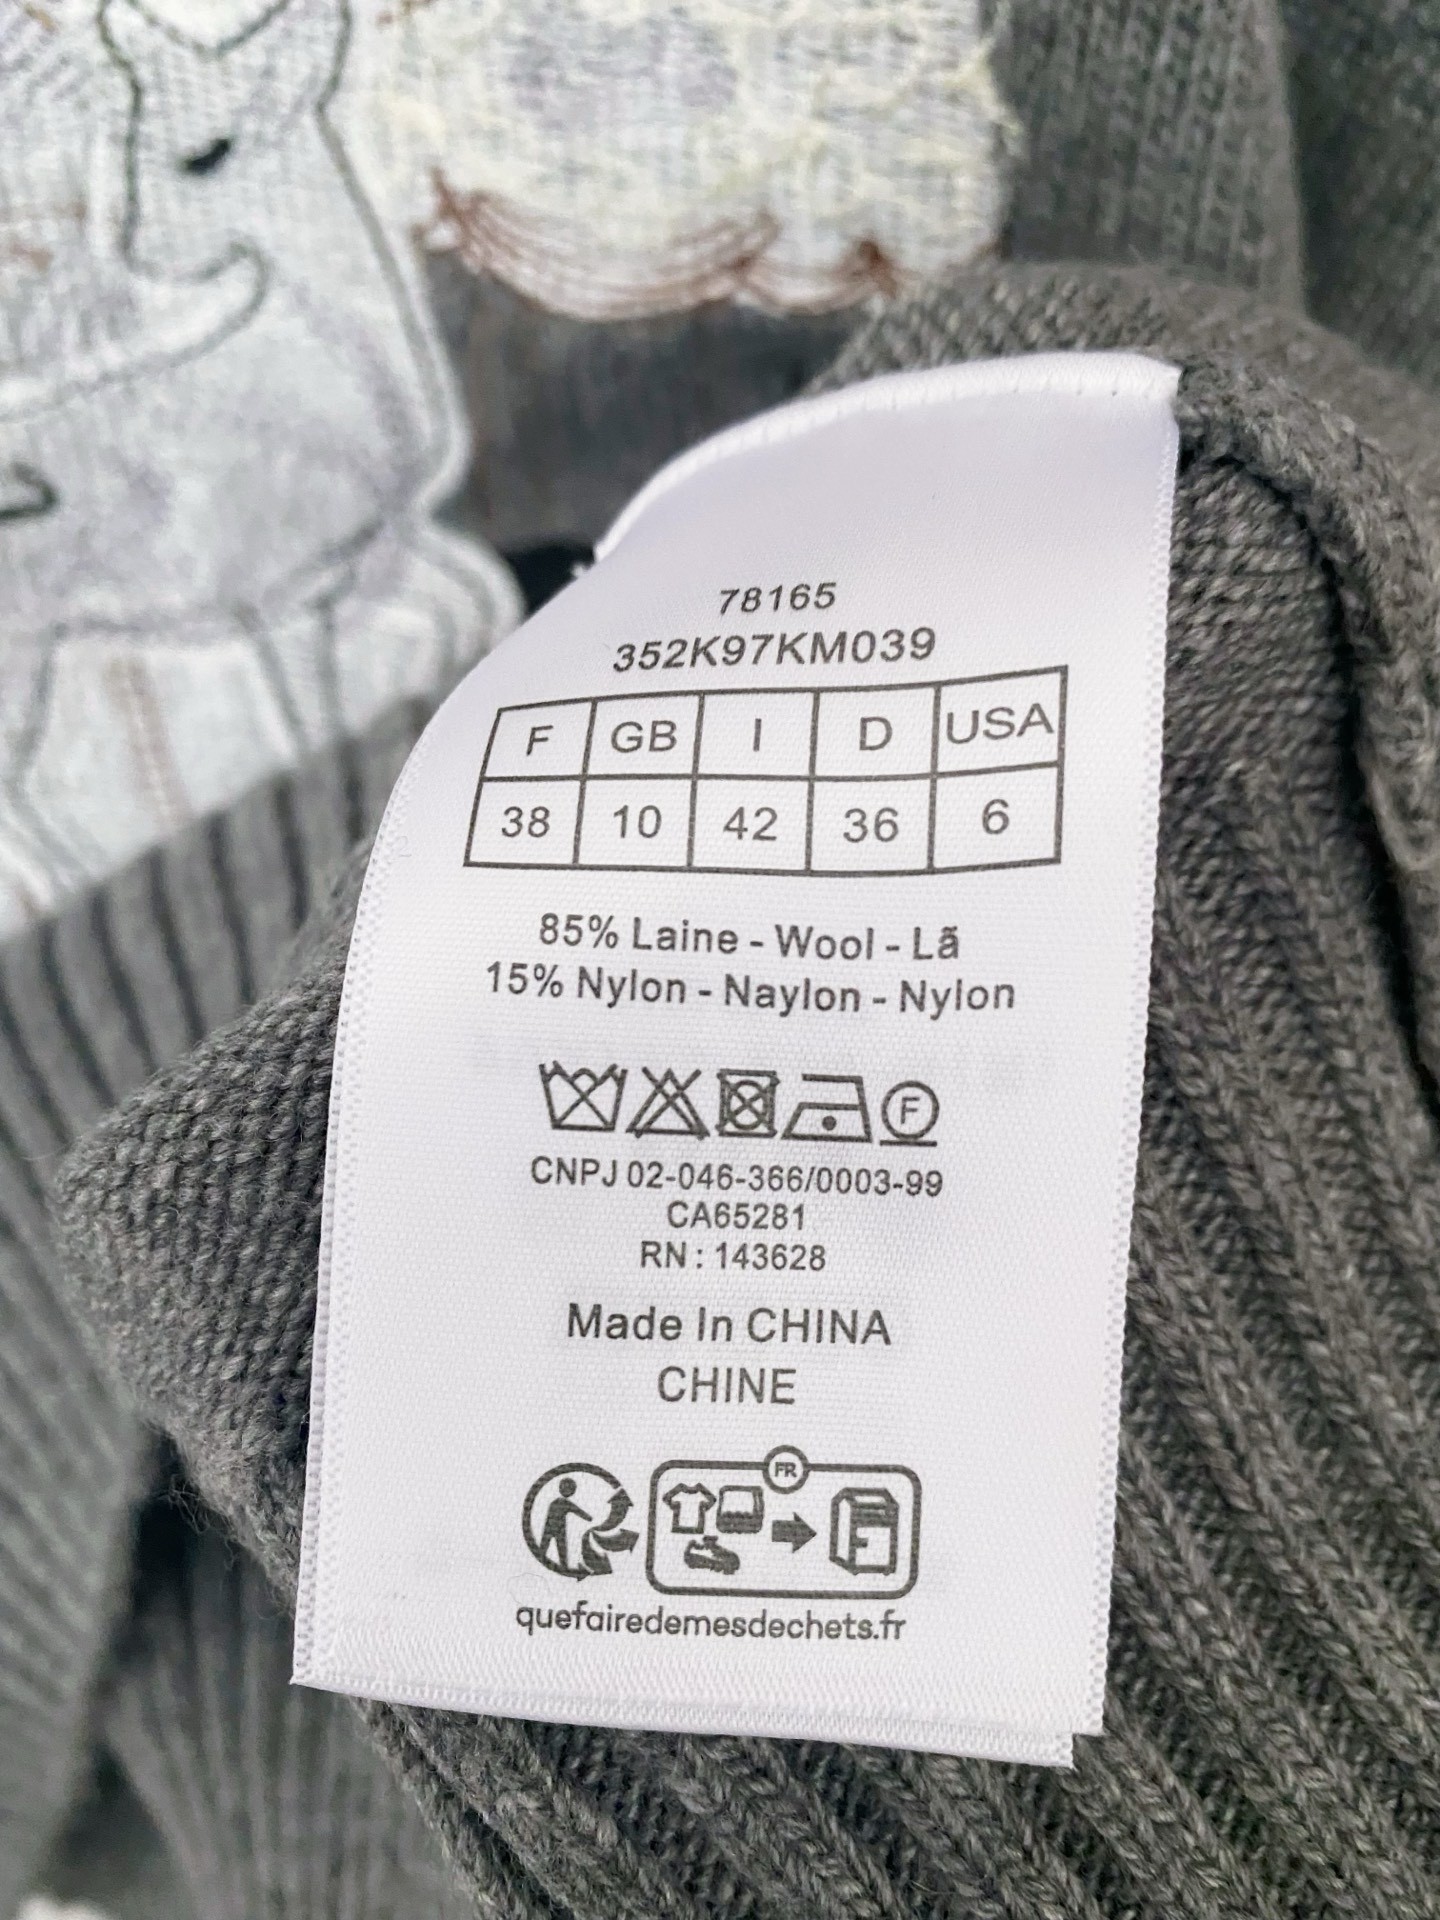 78165
352K97KM039
F GB I D USA
38 10 42 36 6
85% Laine - Wool - Lã
15% Nylon - Naylon - Nylon
F
CNPJ 02-046-366/0003-99
CA65281
RN : 143628
Made In CHINA
CHINE
FR
quefairedemesdechets.fr